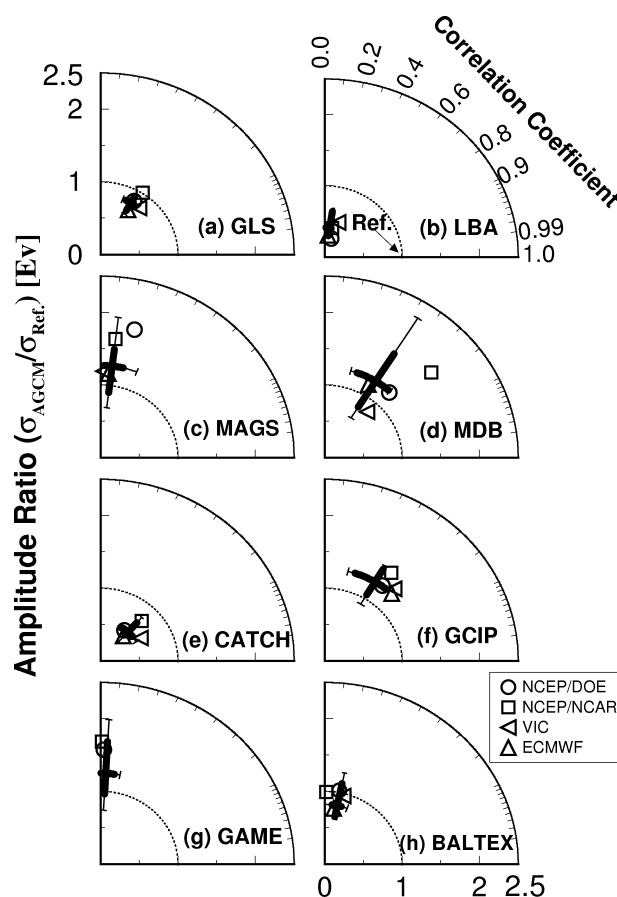 Correlation Coefficient
0.0
0.2
0.4
0.6
0.8
0.9
0.99
1.0
2.5
2
1
0
Amplitude Ratio (σAGCM/σRef.) [Ev]
(a) GLS
Ref.
(b) LBA
(c) MAGS
(d) MDB
(e) CATCH
(f) GCIP
NCEP/DOE
NCEP/NCAR
VIC
ECMWF
(g) GAME
(h) BALTEX
0 1 2 2.5